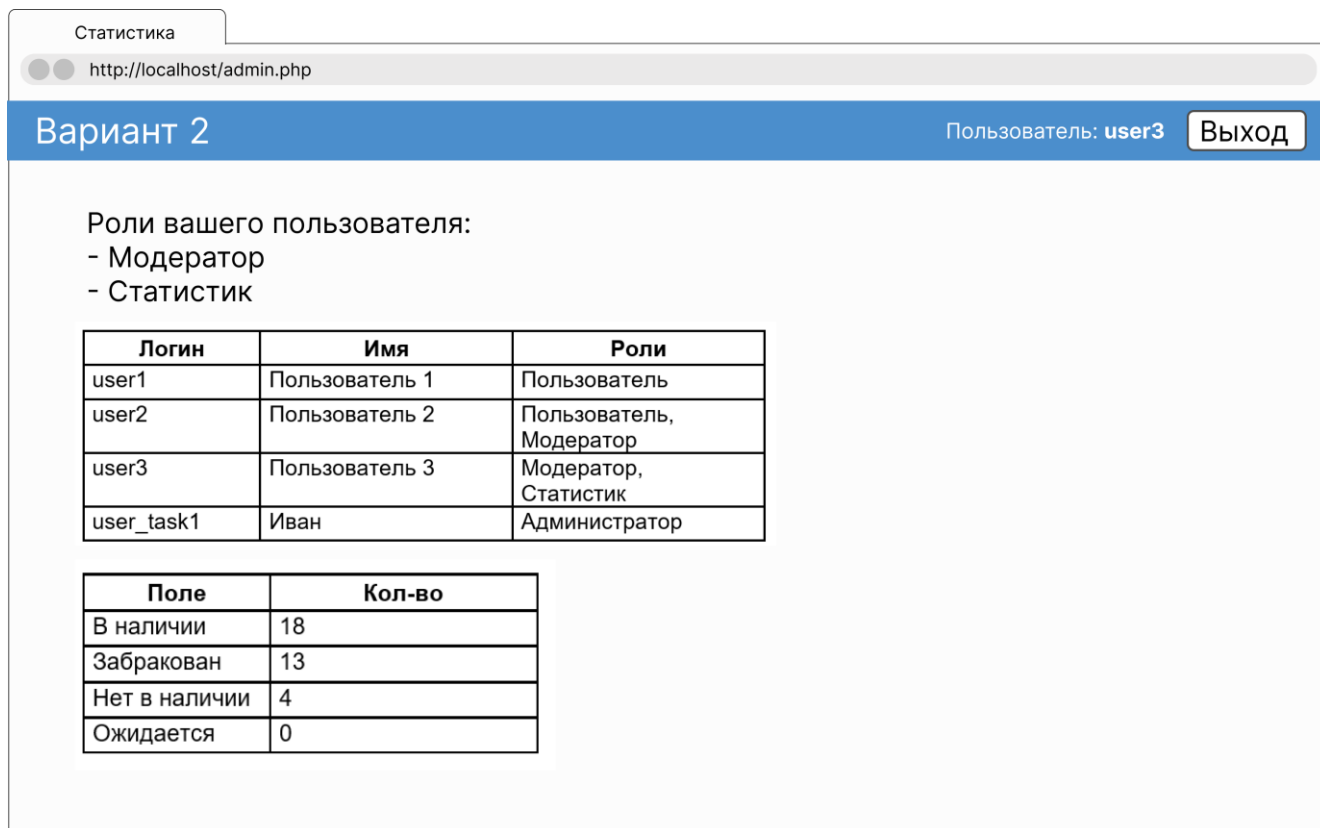 Статистика
http://localhost/admin.php
Вариант 2
Пользователь: user3
Выход
Роли вашего пользователя:
- Модератор
- Статистик
Логин Имя Роли
user1 Пользователь 1 Пользователь
user2 Пользователь 2 Пользователь,
Модератор
user3 Пользователь 3 Модератор,
Статистик
user_task1 Иван Администратор
Поле Кол-во
В наличии 18
Забракован 13
Нет в наличии 4
Ожидается 0